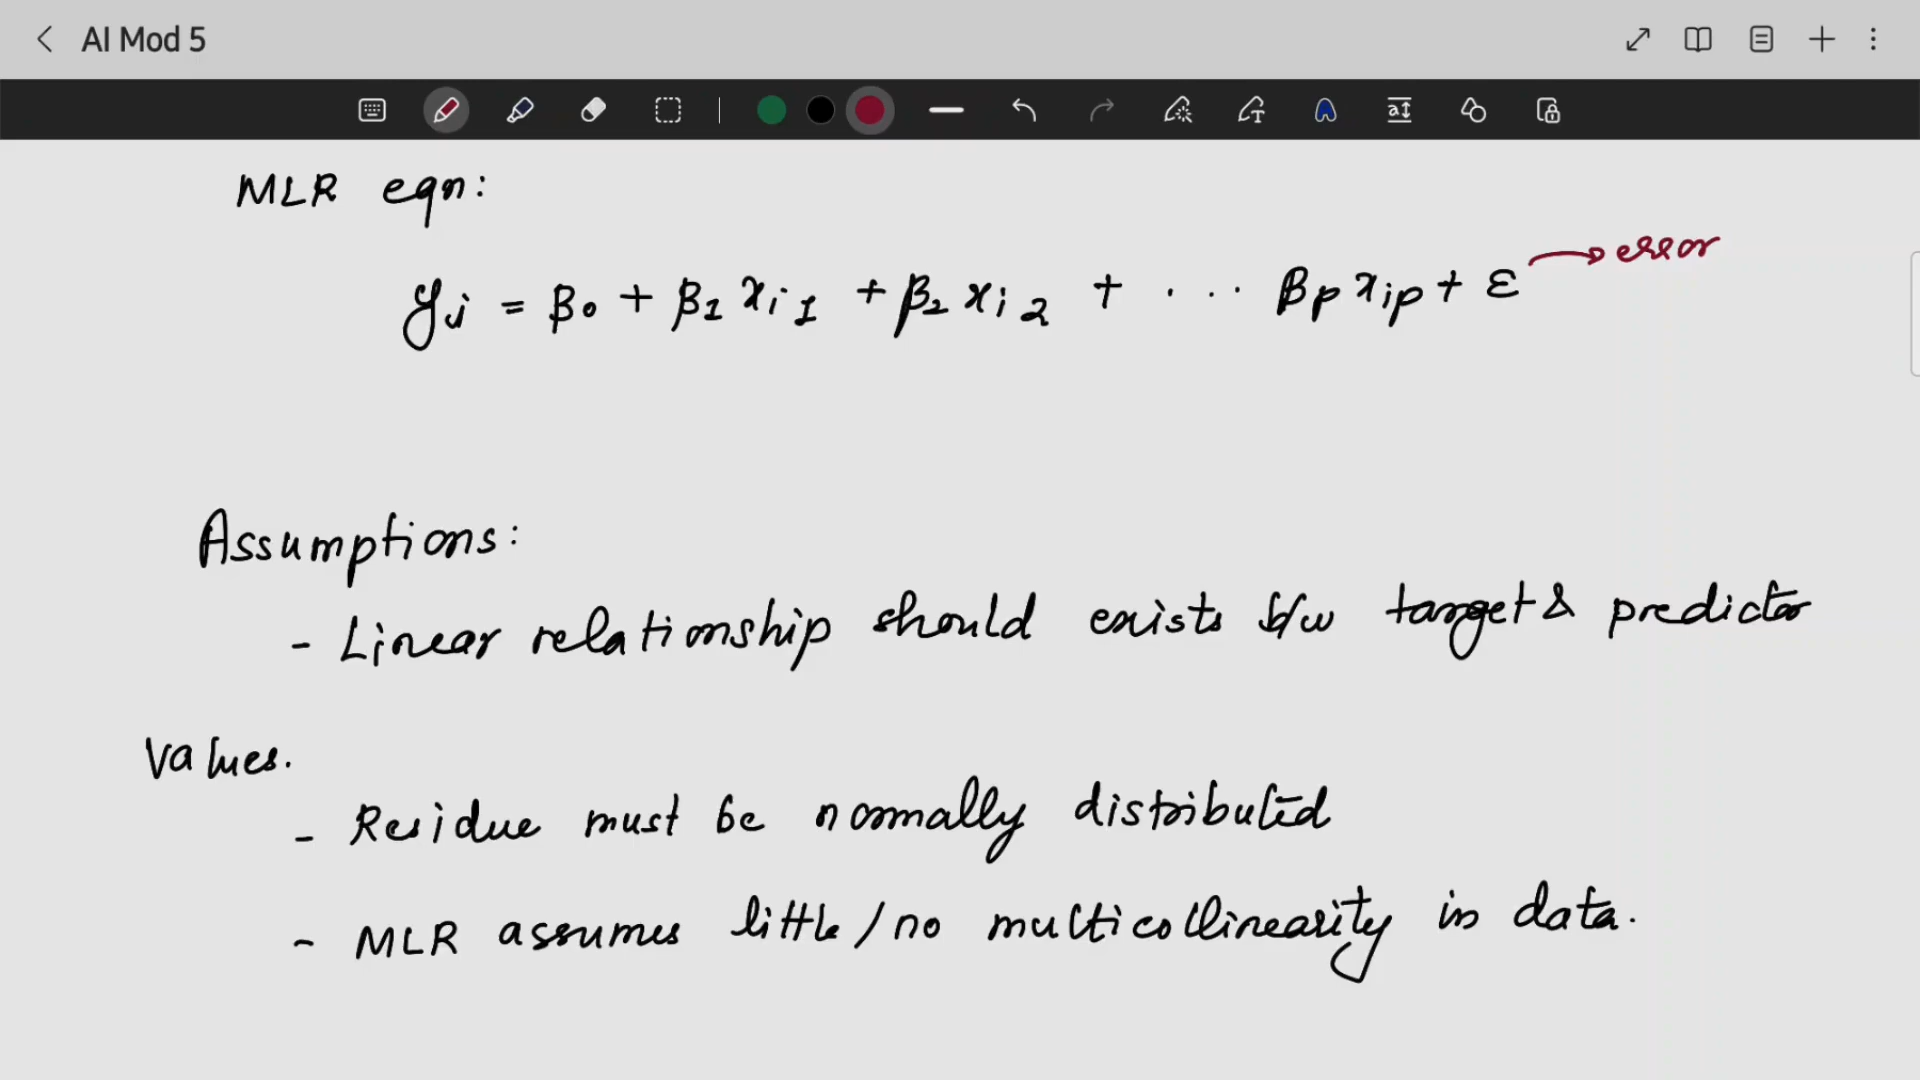 AI Mod 5
MLR eqn:
yi = β0 + β1 xi1 + β2 xi2 + . . . βp xip + ε → error
Assumptions:
- Linear relationship should exists b/w target & predictor
values.
- Residue must be normally distributed
- MLR assumes little/no multicollinearity in data.